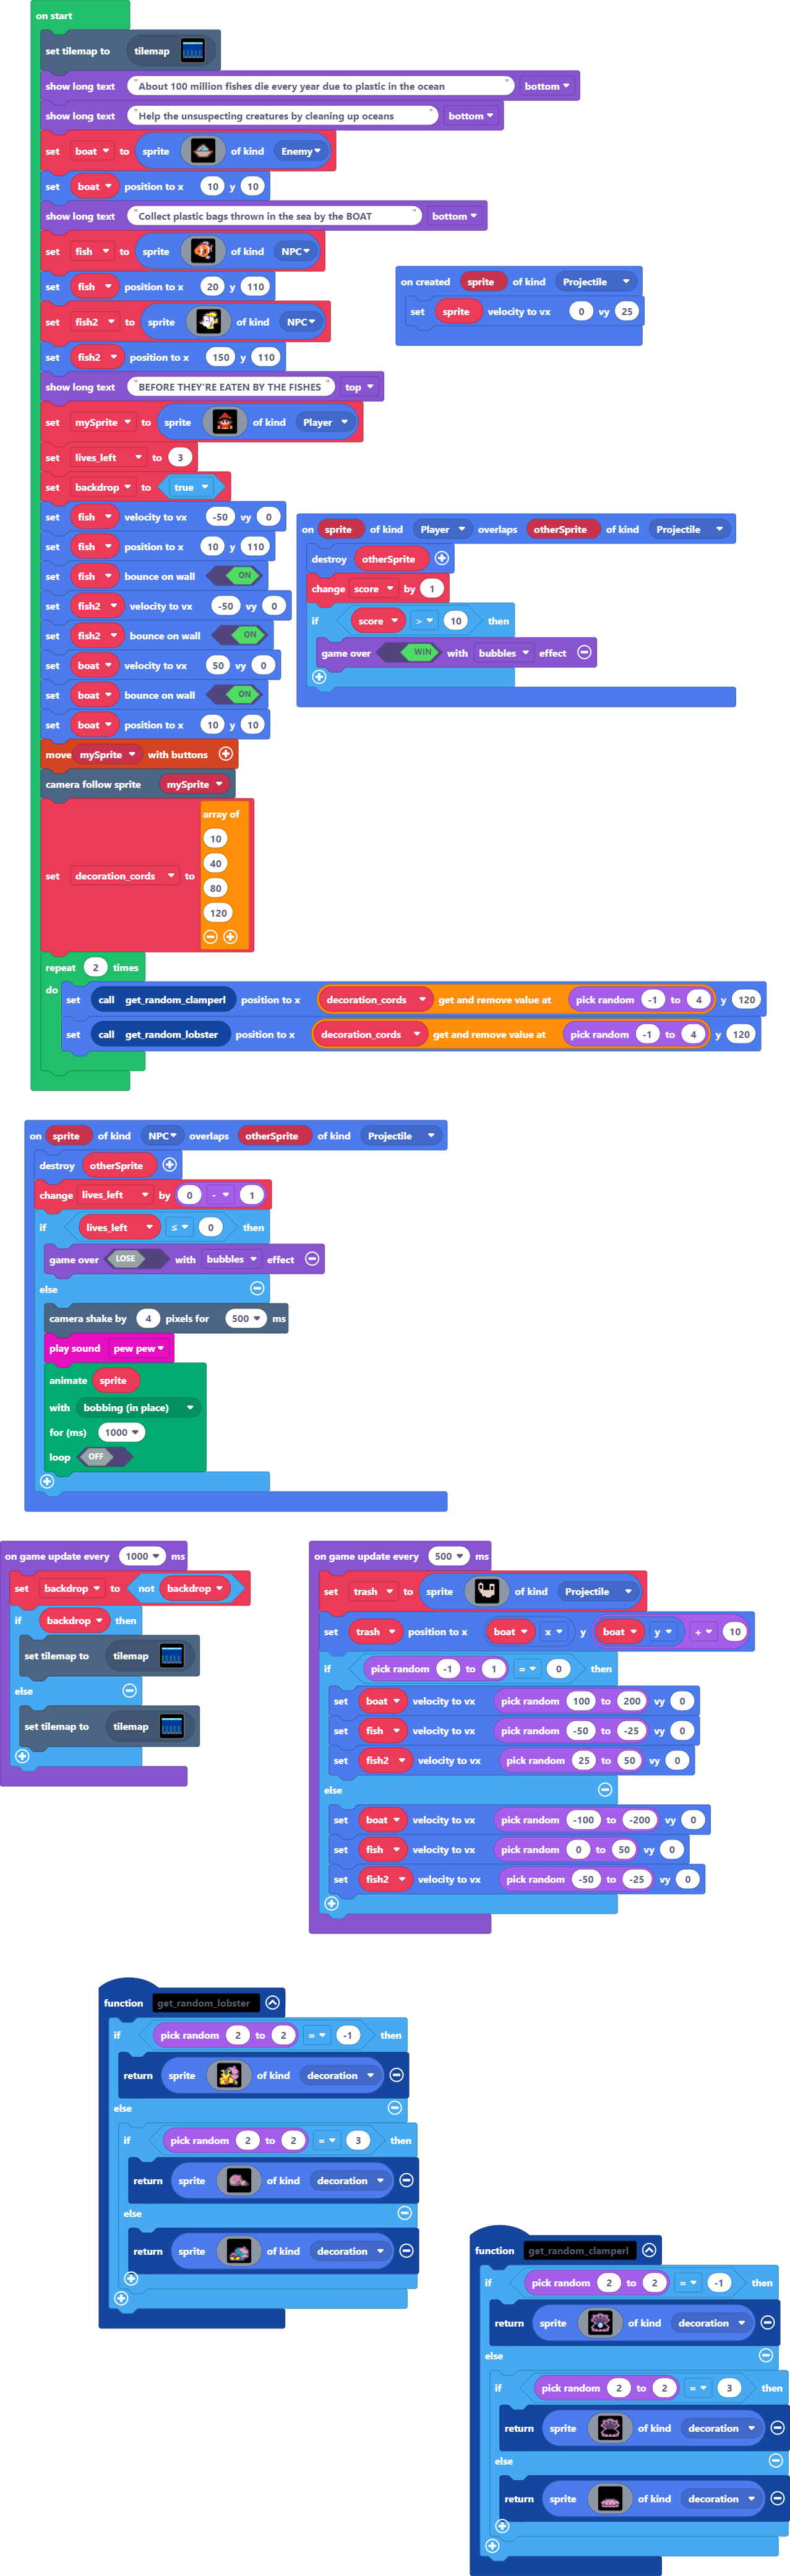 on start
set tilemap to tilemap
show long text "About 100 million fishes die every year due to plastic in the ocean" bottom
show long text "Help the unsuspecting creatures by cleaning up oceans" bottom
set boat to sprite of kind Enemy
set boat position to x 10 y 10
show long text "Collect plastic bags thrown in the sea by the BOAT" bottom
set fish to sprite of kind NPC
set fish position to x 20 y 110
set fish2 to sprite of kind NPC
set fish2 position to x 150 y 110
show long text "BEFORE THEY'RE EATEN BY THE FISHES" top
set mySprite to sprite of kind Player
set lives_left to 3
set backdrop to true
set fish velocity to vx -50 vy 0
set fish position to x 10 y 110
set fish bounce on wall ON
set fish2 velocity to vx -50 vy 0
set fish2 bounce on wall ON
set boat velocity to vx 50 vy 0
set boat bounce on wall ON
set boat position to x 10 y 10
move mySprite with buttons
camera follow sprite mySprite
set decoration_cords to array of
10
40
80
120
repeat 2 times
do
set call get_random_clamperl position to x decoration_cords get and remove value at pick random -1 to 4 y 120
set call get_random_lobster position to x decoration_cords get and remove value at pick random -1 to 4 y 120
on created sprite of kind Projectile
set sprite velocity to vx 0 vy 25
on sprite of kind Player overlaps otherSprite of kind Projectile
destroy otherSprite
change score by 1
if score > 10 then
game over WIN with bubbles effect
on sprite of kind NPC overlaps otherSprite of kind Projectile
destroy otherSprite
change lives_left by 0 - 1
if lives_left ≤ 0 then
game over LOSE with bubbles effect
else
camera shake by 4 pixels for 500 ms
play sound pew pew
animate sprite
with bobbing (in place)
for (ms) 1000
loop OFF
on game update every 1000 ms
set backdrop to not backdrop
if backdrop then
set tilemap to tilemap
else
set tilemap to tilemap
on game update every 500 ms
set trash to sprite of kind Projectile
set trash position to x boat x y boat y + 10
if pick random -1 to 1 = 0 then
set boat velocity to vx pick random 100 to 200 vy 0
set fish velocity to vx pick random -50 to -25 vy 0
set fish2 velocity to vx pick random 25 to 50 vy 0
else
set boat velocity to vx pick random -100 to -200 vy 0
set fish velocity to vx pick random 0 to 50 vy 0
set fish2 velocity to vx pick random -50 to -25 vy 0
function get_random_lobster
if pick random 2 to 2 = -1 then
return sprite of kind decoration
else
if pick random 2 to 2 = 3 then
return sprite of kind decoration
else
return sprite of kind decoration
function get_random_clamperl
if pick random 2 to 2 = -1 then
return sprite of kind decoration
else
if pick random 2 to 2 = 3 then
return sprite of kind decoration
else
return sprite of kind decoration